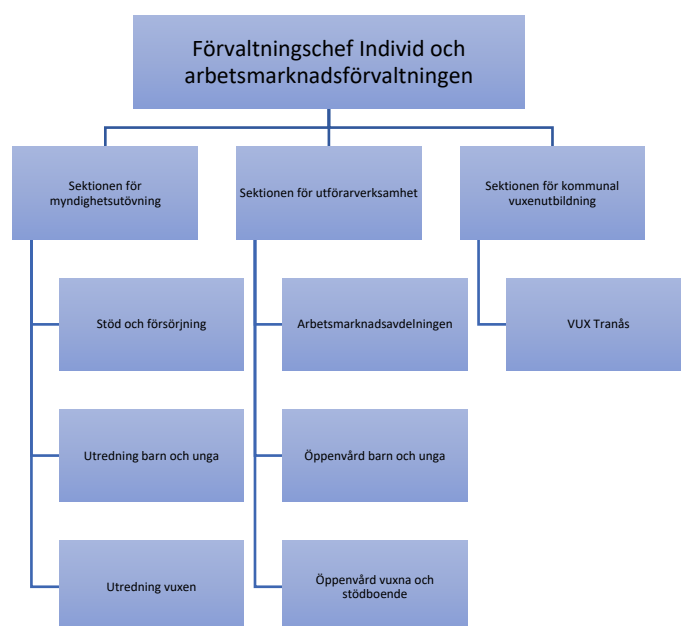 Förvaltningschef Individ och
arbetsmarknadsförvaltningen
Sektionen för
myndighetsutövning
Sektionen för utförarverksamhet
Sektionen för kommunal
vuxenutbildning
Stöd och försörjning
Arbetsmarknadsavdelningen
VUX Tranås
Utredning barn och unga
Öppenvård barn och unga
Utredning vuxen
Öppenvård vuxna och
stödboende